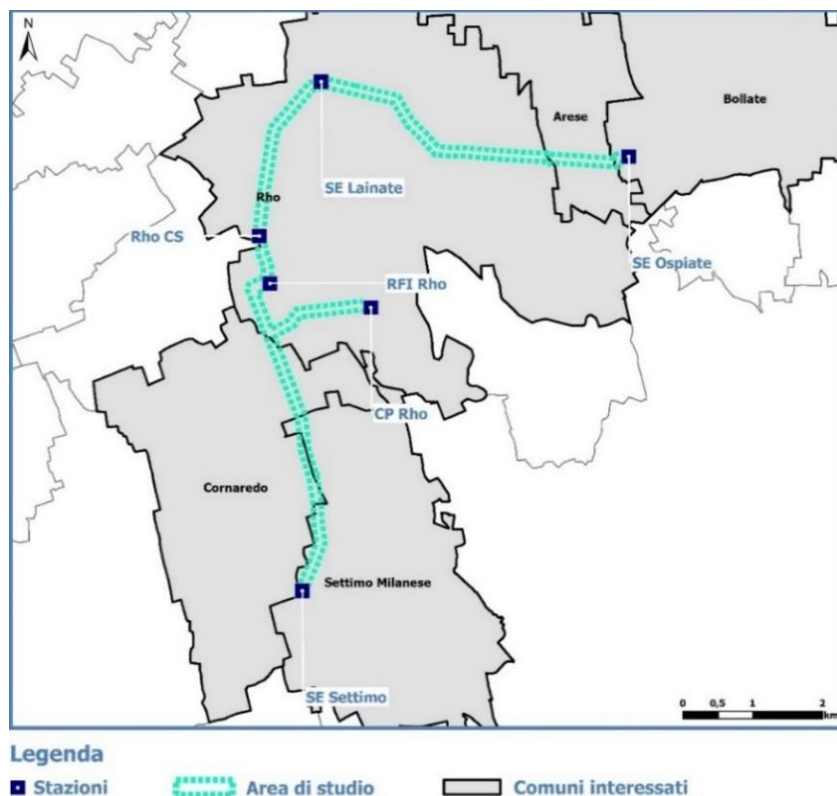 N
Bollate
Arese
SE Lainate
Rho
Rho CS
SE Ospiate
RFI Rho
CP Rho
Cornaredo
Settimo Milanese
SE Settimo
0 0,5 1 2
km
Legenda
Stazioni Area di studio Comuni interessati